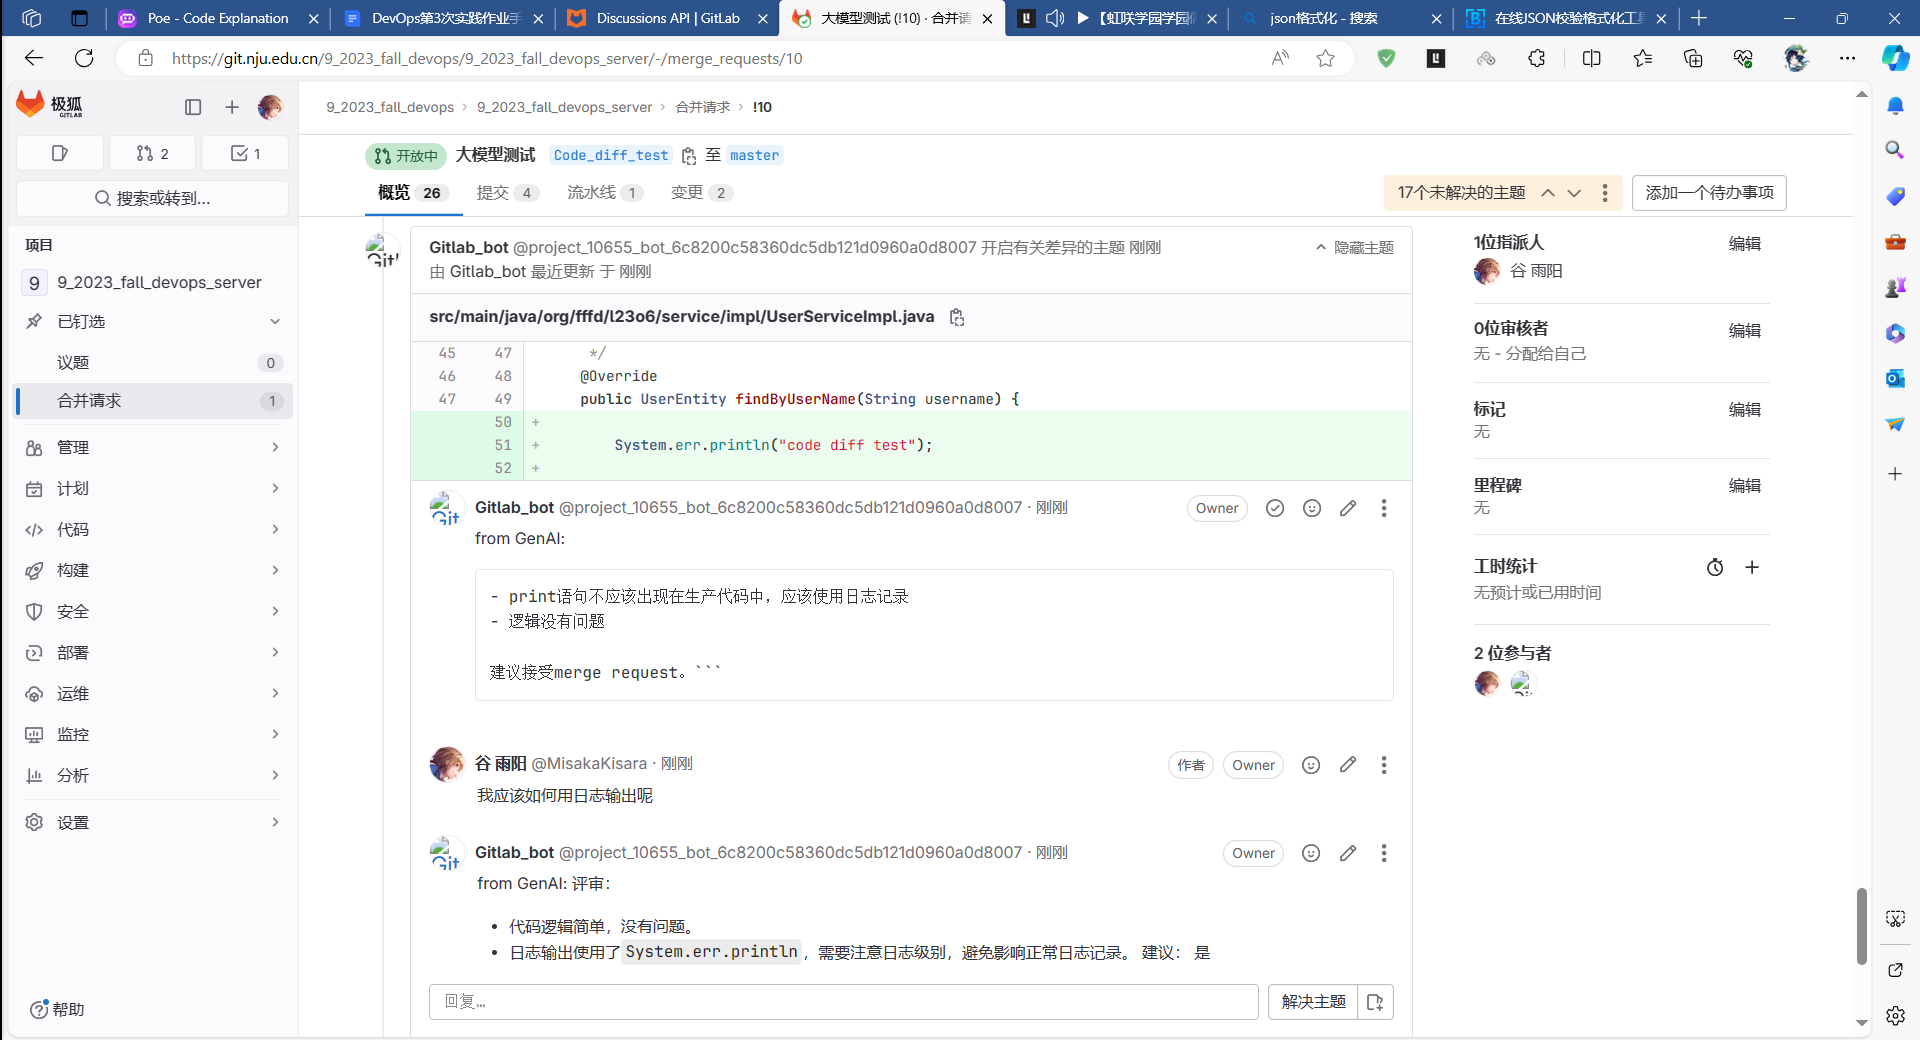 Poe - Code Explanation
DevOps第3次实践作业手
Discussions API | GitLab
大模型测试 (!10) · 合并请
【虹咲学园学园偶
json格式化 - 搜索
在线JSON校验格式化工具
https://git.nju.edu.cn/9_2023_fall_devops/9_2023_fall_devops_server/-/merge_requests/10
极狐
GITLAB
9_2023_fall_devops › 9_2023_fall_devops_server › 合并请求 › !10
2
1
搜索或转到...
项目
9 9_2023_fall_devops_server
已钉选
议题 0
合并请求 1
管理
计划
代码
构建
安全
部署
运维
监控
分析
设置
帮助
开放中 大模型测试 Code_diff_test 至 master
概览 26 提交 4 流水线 1 变更 2
17个未解决的主题
添加一个待办事项
Gitlab_bot @project_10655_bot_6c8200c58360dc5db121d0960a0d8007 开启有关差异的主题 刚刚
隐藏主题
由 Gitlab_bot 最近更新 于 刚刚
src/main/java/org/fffd/l23o6/service/impl/UserServiceImpl.java
45 47 */
46 48 @Override
47 49 public UserEntity findByUserName(String username) {
50 +
51 + System.err.println("code diff test");
52 +
Gitlab_bot @project_10655_bot_6c8200c58360dc5db121d0960a0d8007 · 刚刚
Owner
from GenAI:
- print语句不应该出现在生产代码中，应该使用日志记录
- 逻辑没有问题
建议接受merge request。```
谷 雨阳 @MisakaKisara · 刚刚
作者 Owner
我应该如何用日志输出呢
Gitlab_bot @project_10655_bot_6c8200c58360dc5db121d0960a0d8007 · 刚刚
Owner
from GenAI: 评审：
• 代码逻辑简单，没有问题。
• 日志输出使用了 System.err.println ，需要注意日志级别，避免影响正常日志记录。 建议： 是
回复...
解决主题
1位指派人 编辑
谷 雨阳
0位审核者 编辑
无 - 分配给自己
标记 编辑
无
里程碑 编辑
无
工时统计
无预计或已用时间
2 位参与者